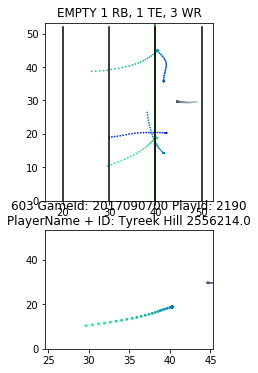 EMPTY 1 RB, 1 TE, 3 WR
50
40
30
20
10
0
20 30 40 50
603 GameId: 2017090700 PlayId: 2190
PlayerName + ID: Tyreek Hill 2556214.0
40
20
0
25 30 35 40 45